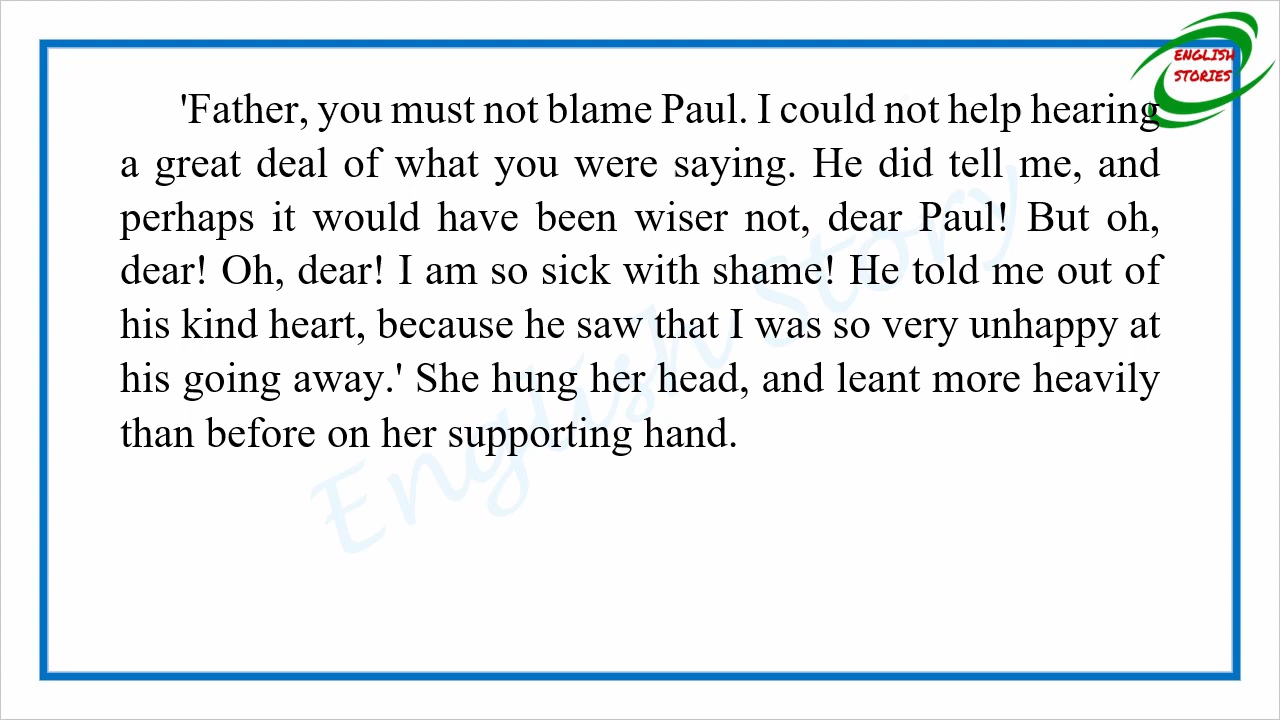 ENGLISH
STORIES
'Father, you must not blame Paul. I could not help hearing
a great deal of what you were saying. He did tell me, and
perhaps it would have been wiser not, dear Paul! But oh,
dear! Oh, dear! I am so sick with shame! He told me out of
his kind heart, because he saw that I was so very unhappy at
his going away.' She hung her head, and leant more heavily
than before on her supporting hand.
English Story